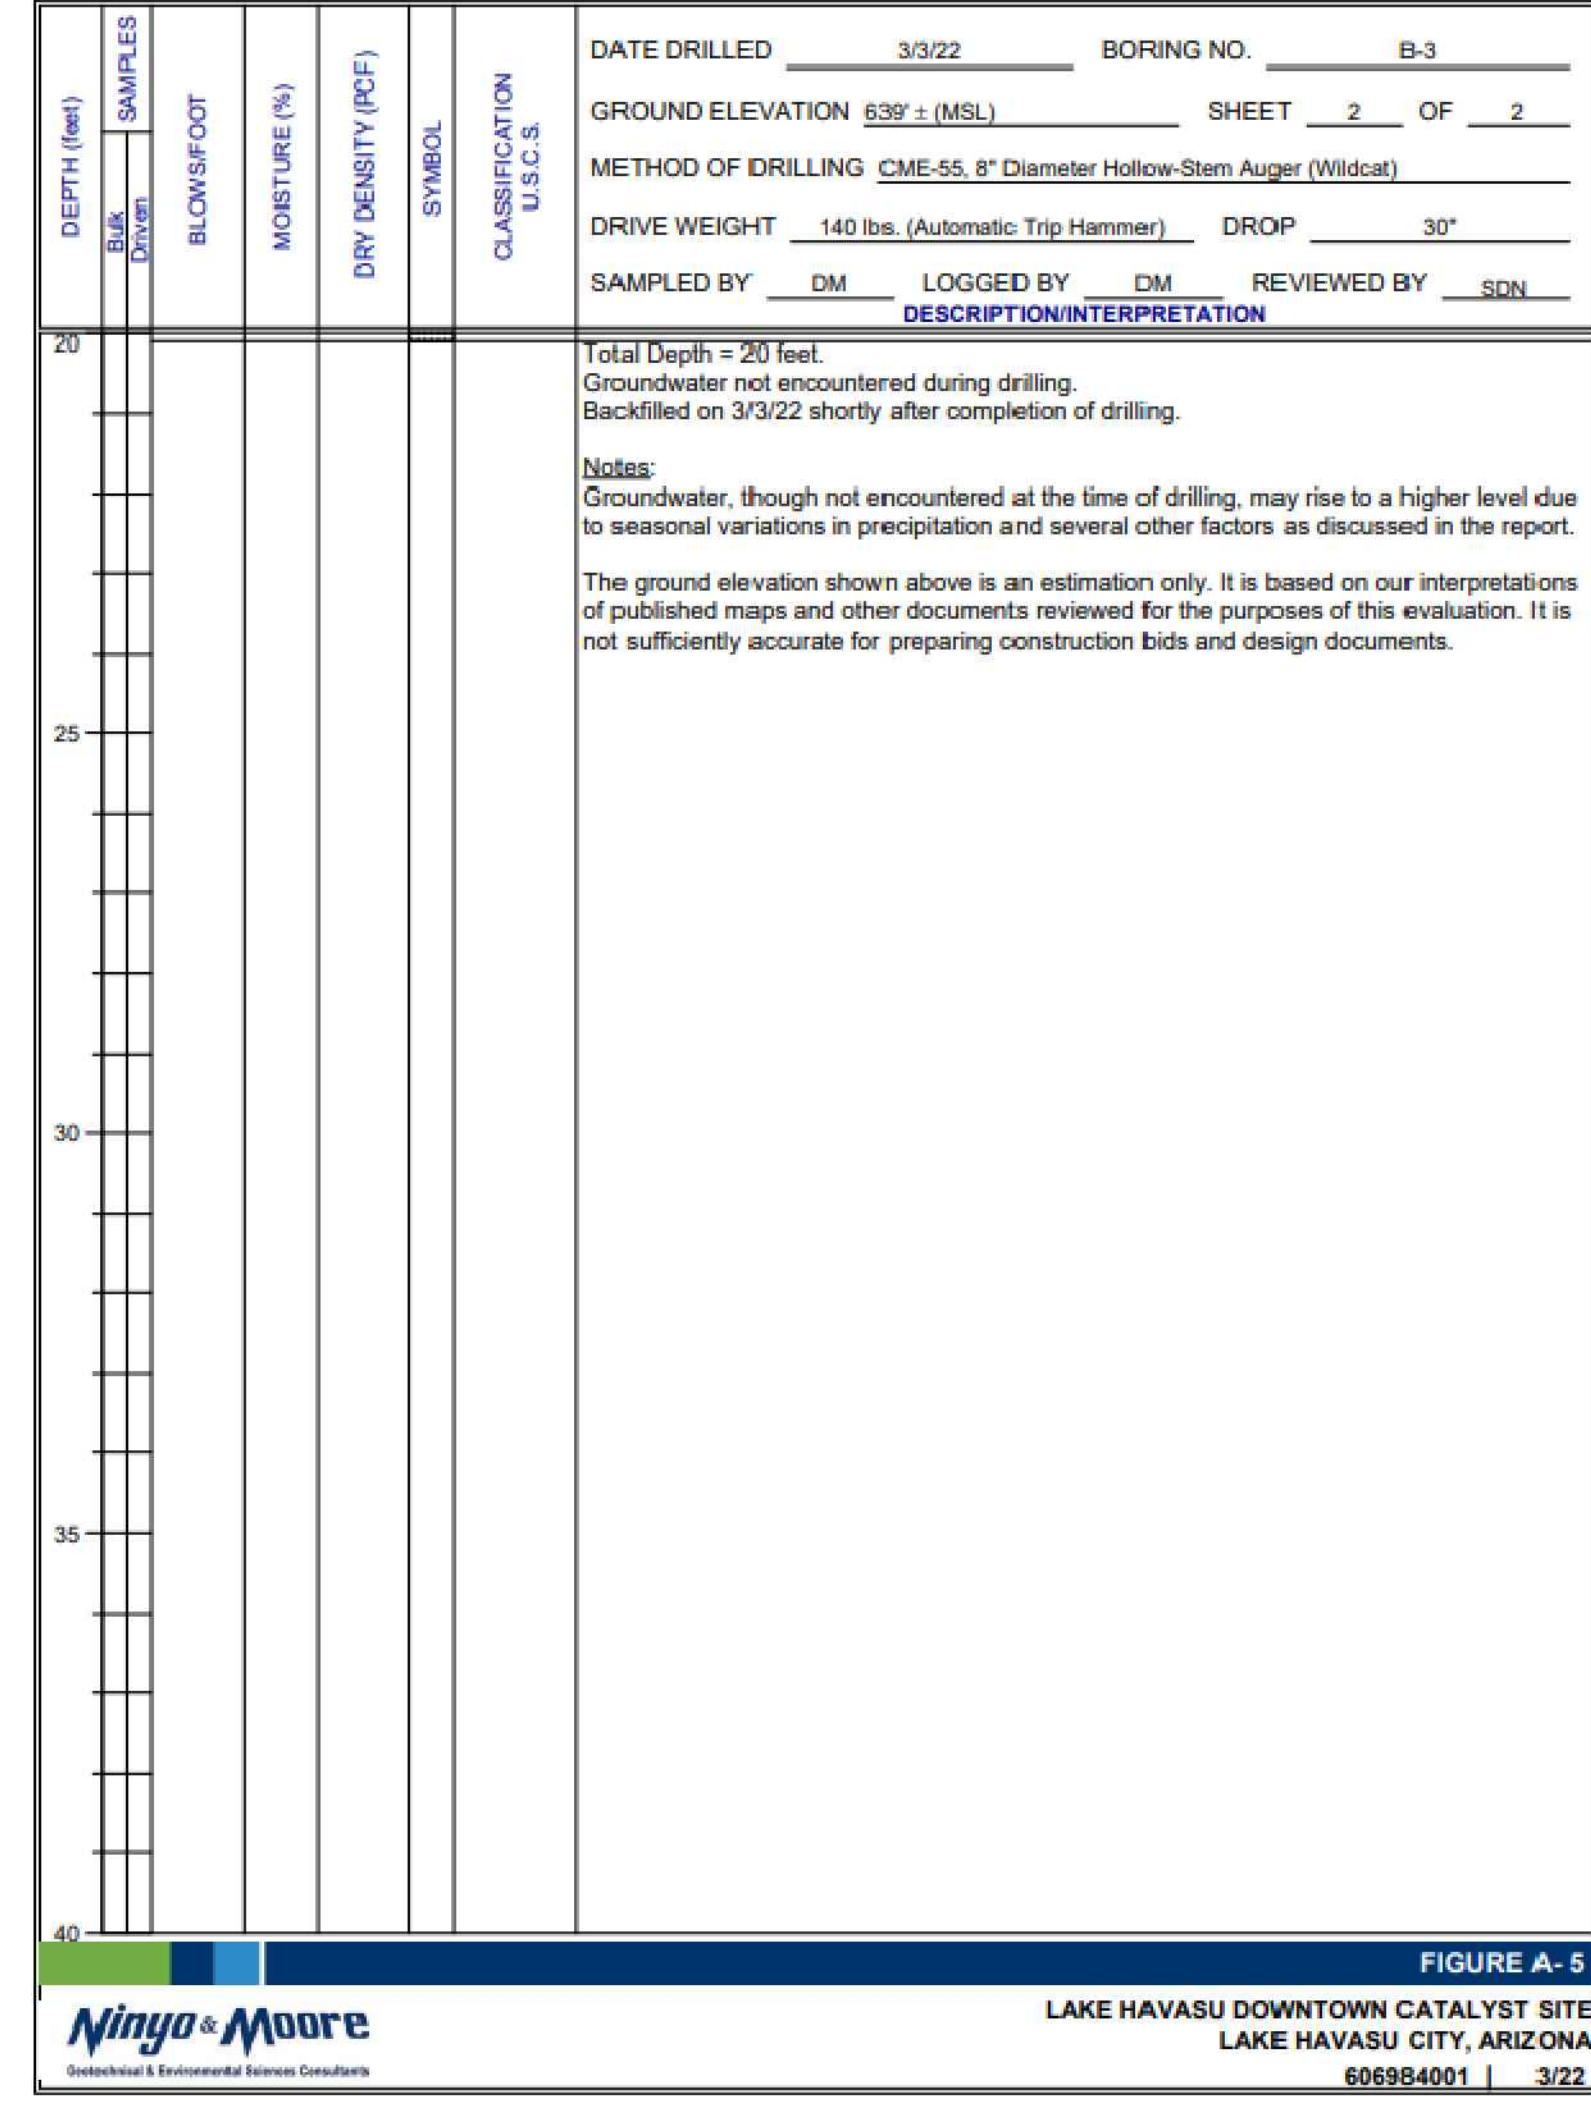 DEPTH (feet)
SAMPLES
Bulk
Driven
BLOWS/FOOT
MOISTURE (%)
DRY DENSITY (PCF)
SYMBOL
CLASSIFICATION
U.S.C.S.
DATE DRILLED 3/3/22 BORING NO. B-3
GROUND ELEVATION 639' ± (MSL) SHEET 2 OF 2
METHOD OF DRILLING CME-55, 8" Diameter Hollow-Stem Auger (Wildcat)
DRIVE WEIGHT 140 lbs. (Automatic Trip Hammer) DROP 30"
SAMPLED BY DM LOGGED BY DM REVIEWED BY SDN
DESCRIPTION/INTERPRETATION
20
Total Depth = 20 feet.
Groundwater not encountered during drilling.
Backfilled on 3/3/22 shortly after completion of drilling.
Notes:
Groundwater, though not encountered at the time of drilling, may rise to a higher level due
to seasonal variations in precipitation and several other factors as discussed in the report.
The ground elevation shown above is an estimation only. It is based on our interpretations
of published maps and other documents reviewed for the purposes of this evaluation. It is
not sufficiently accurate for preparing construction bids and design documents.
25
30
35
40
FIGURE A- 5
Ninyo & Moore
Geotechnical & Environmental Sciences Consultants
LAKE HAVASU DOWNTOWN CATALYST SITE
LAKE HAVASU CITY, ARIZONA
606984001 | 3/22